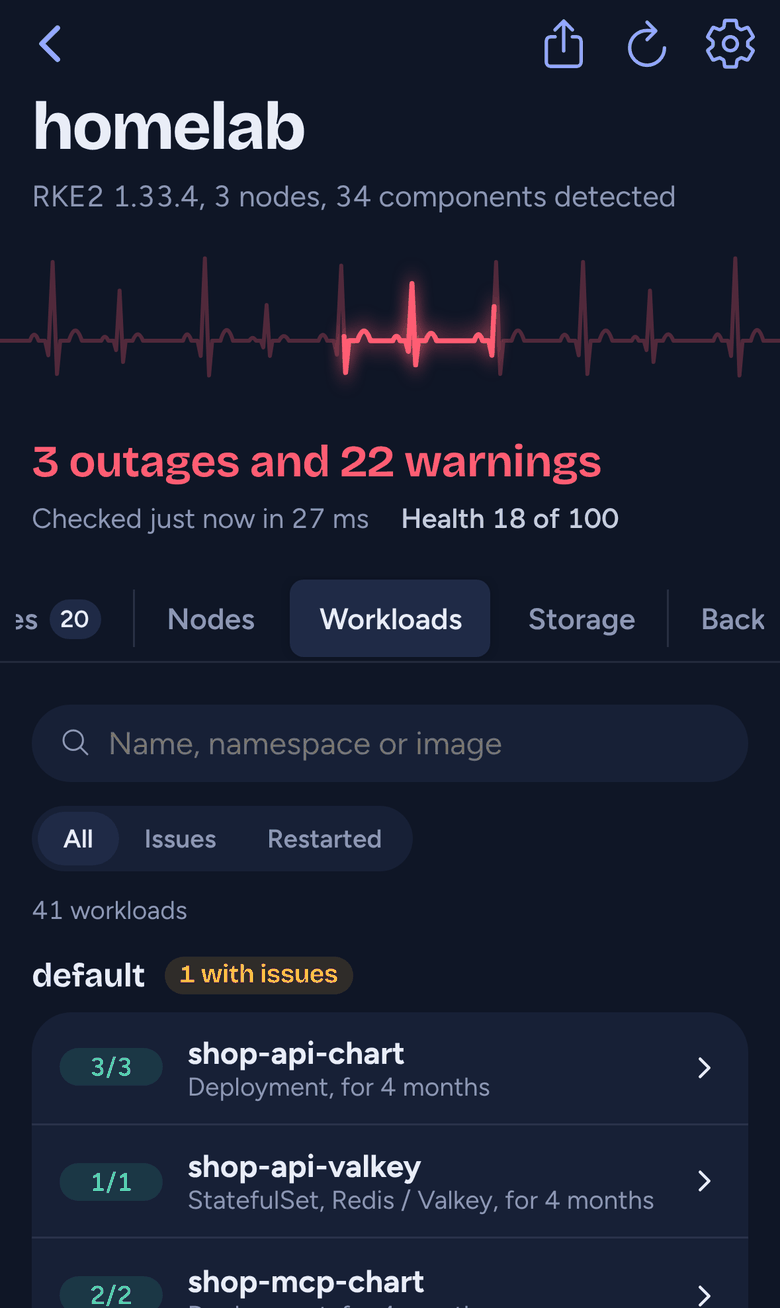 homelab
RKE2 1.33.4, 3 nodes, 34 components detected
3 outages and 22 warnings
Checked just now in 27 ms Health 18 of 100
es 20 Nodes Workloads Storage Back
Name, namespace or image
All Issues Restarted
41 workloads
default 1 with issues
3/3 shop-api-chart
Deployment, for 4 months
1/1 shop-api-valkey
StatefulSet, Redis / Valkey, for 4 months
2/2 shop-mcp-chart